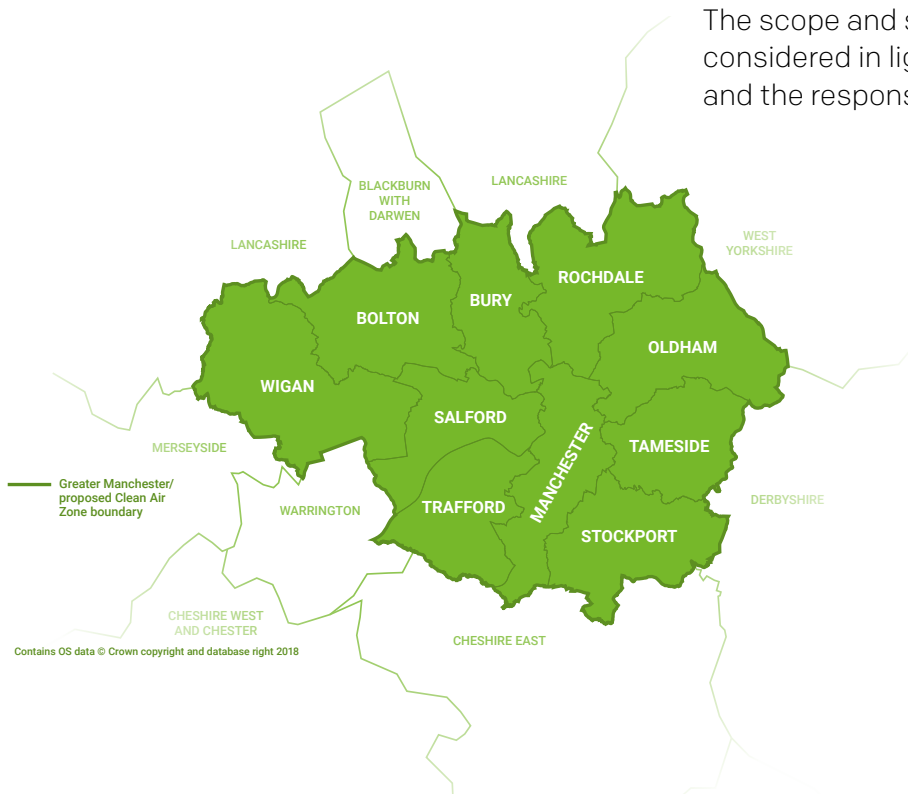 The scope and s
considered in lig
and the respons
BLACKBURN
WITH
DARWEN
LANCASHIRE
LANCASHIRE
WEST
YORKSHIRE
ROCHDALE
BURY
BOLTON
OLDHAM
WIGAN
SALFORD
MANCHESTER
TAMESIDE
MERSEYSIDE
Greater Manchester/
proposed Clean Air
Zone boundary
WARRINGTON
TRAFFORD
DERBYSHIRE
STOCKPORT
CHESHIRE WEST
AND CHESTER
CHESHIRE EAST
Contains OS data © Crown copyright and database right 2018